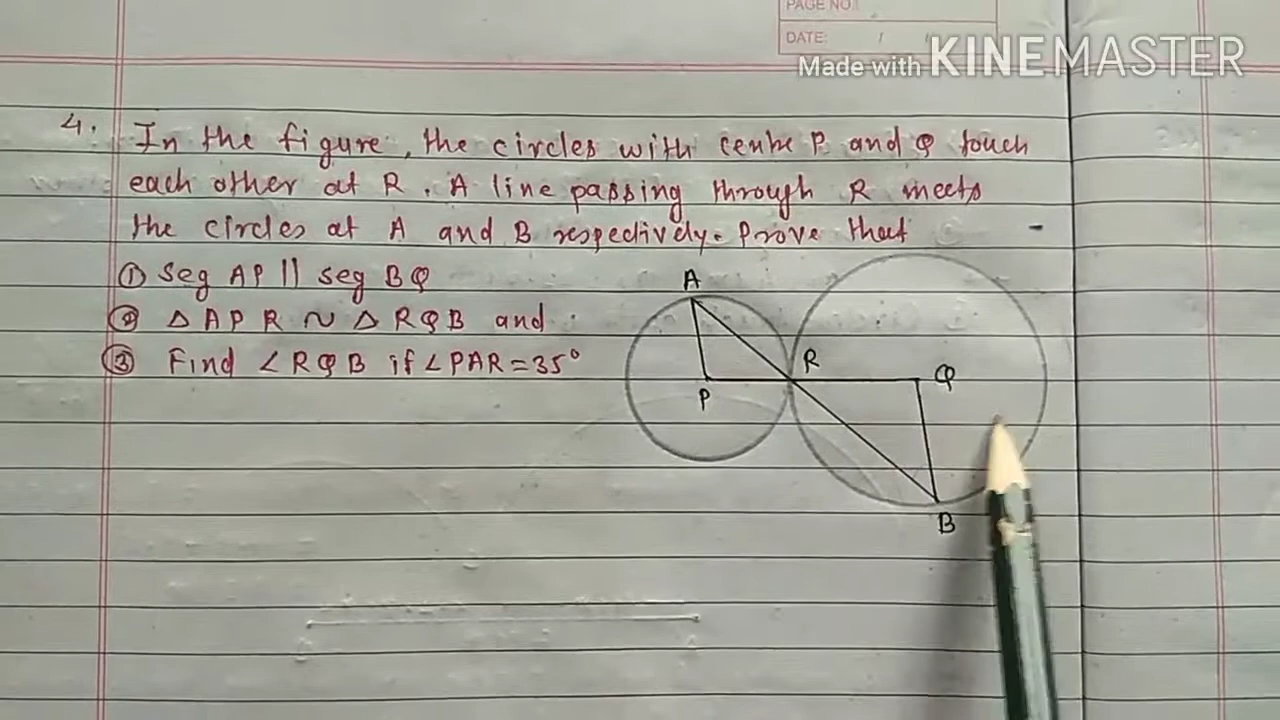 PAGE NO.:
DATE: / /
Made with KINEMASTER
4. In the figure, the circles with centre P and Q touch
each other at R. A line passing through R meets
the circles at A and B respectively. Prove that
① seg AP || seg BQ
② △ APR ~ △ RQB and
③ Find ∠RQB if ∠PAR = 35°
A
R
P
Q
B